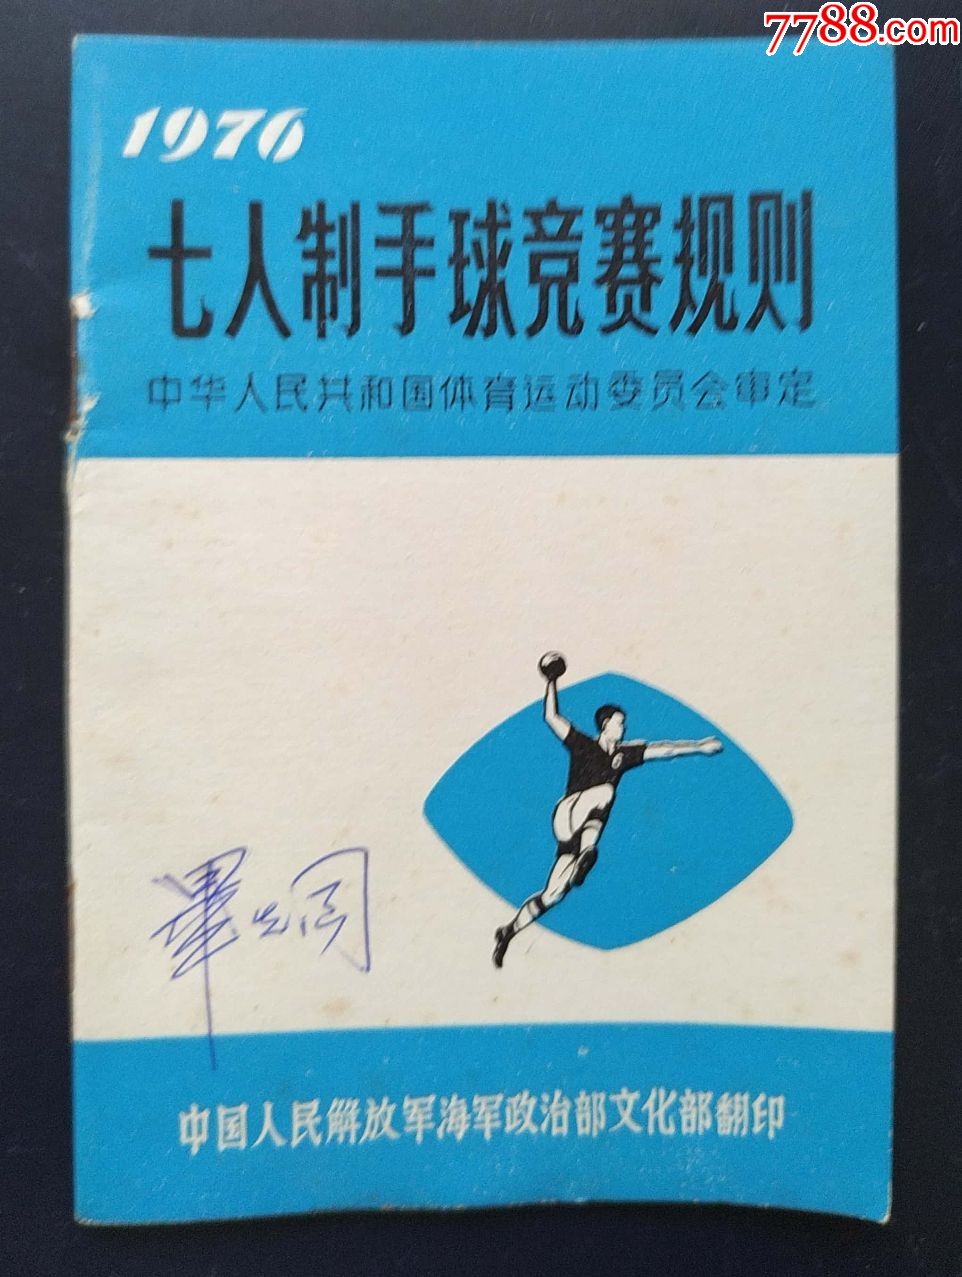 7788.com
1976
七人制手球竞赛规则
中华人民共和国体育运动委员会审定
中国人民解放军海军政治部文化部翻印